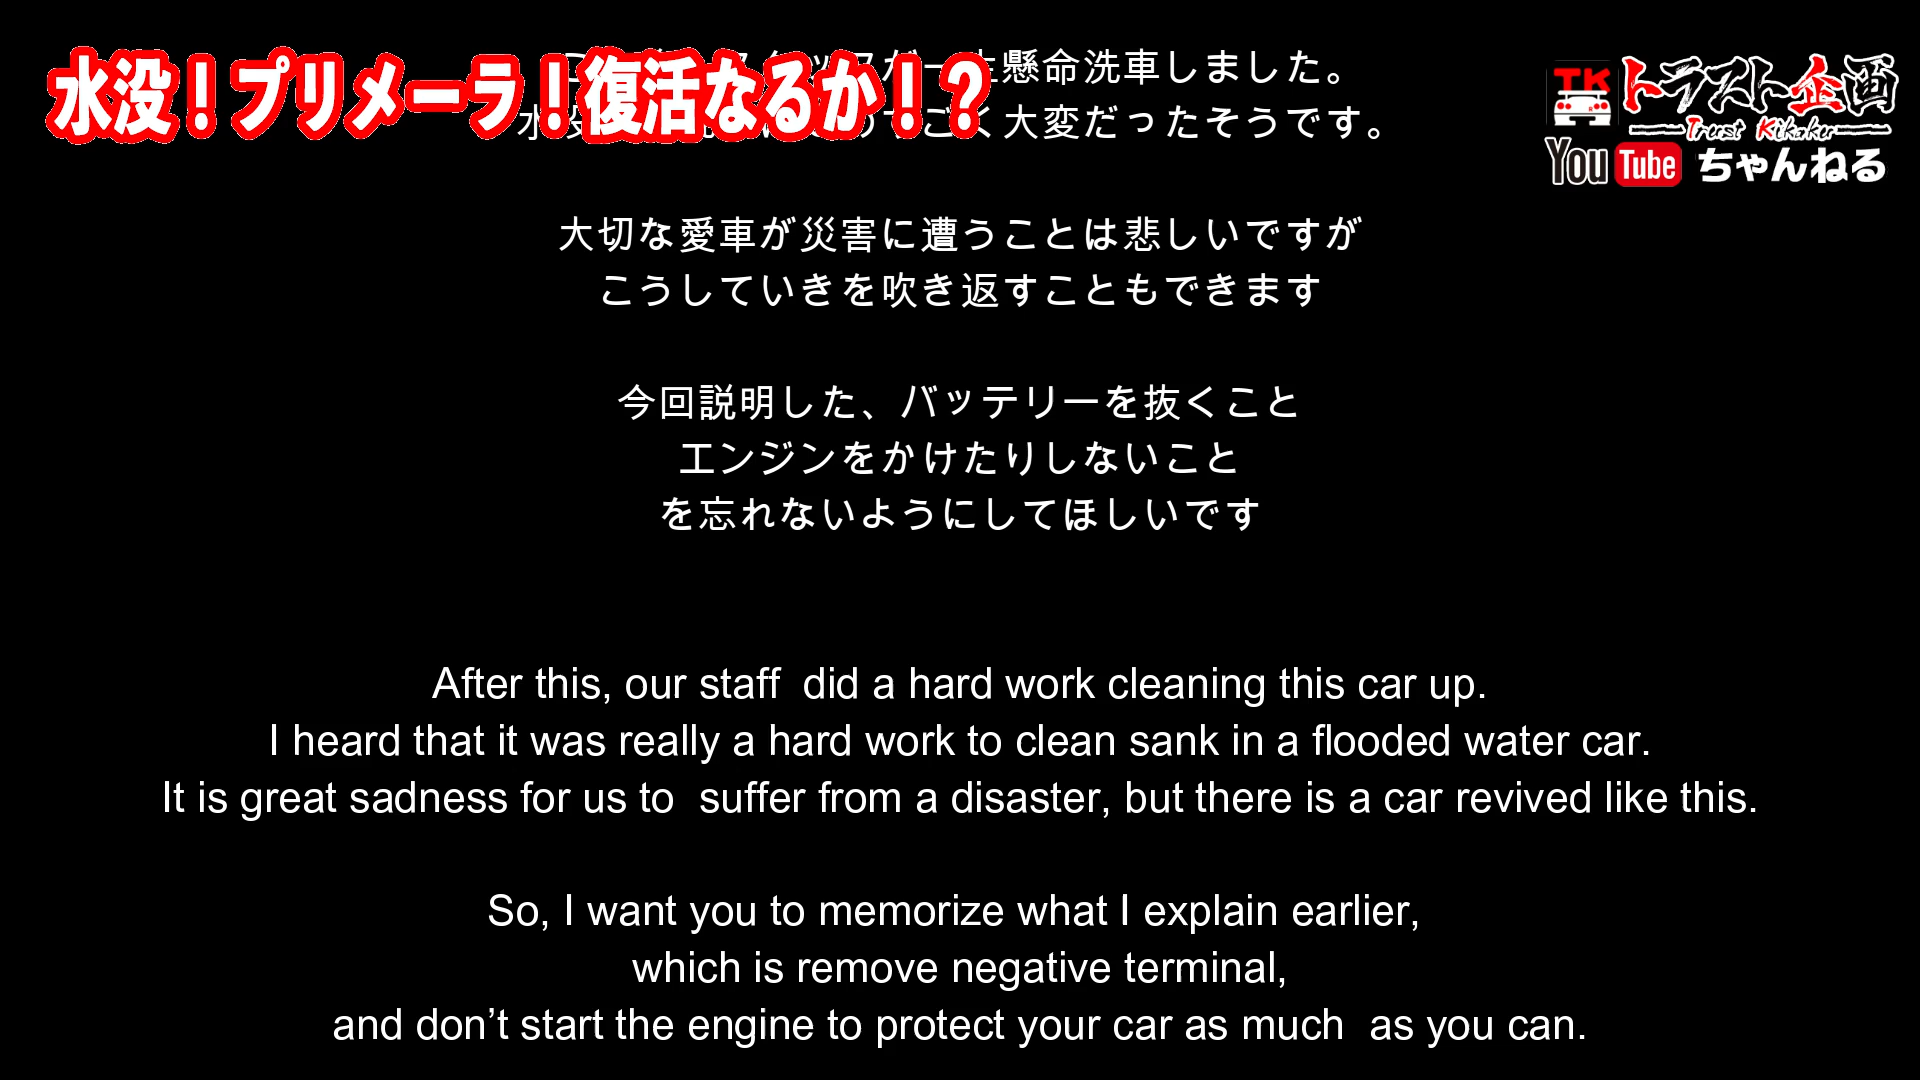 水没！プリメーラ！復活なるか！？
懸命洗車しました。
大変だったそうです。
TK トラスト企画
Trust Kikaku
YouTube ちゃんねる
大切な愛車が災害に遭うことは悲しいですが
こうしていきを吹き返すこともできます
今回説明した、バッテリーを抜くこと
エンジンをかけたりしないこと
を忘れないようにしてほしいです
After this, our staff  did a hard work cleaning this car up.
I heard that it was really a hard work to clean sank in a flooded water car.
It is great sadness for us to  suffer from a disaster, but there is a car revived like this.
So, I want you to memorize what I explain earlier,
which is remove negative terminal,
and don’t start the engine to protect your car as much  as you can.